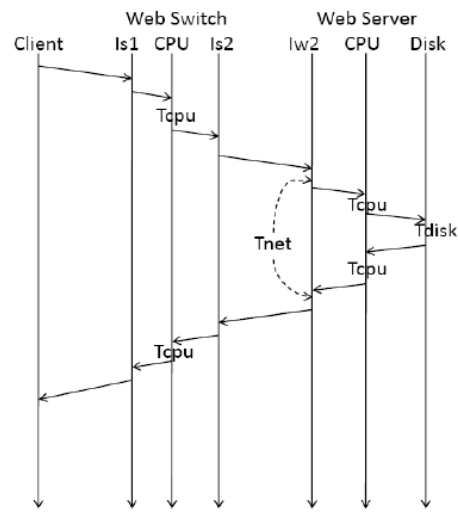 Web Switch Web Server
Client Is1 CPU Is2 Iw2 CPU Disk
Tcpu
Tcpu
Tdisk
Tnet
Tcpu
Tcpu